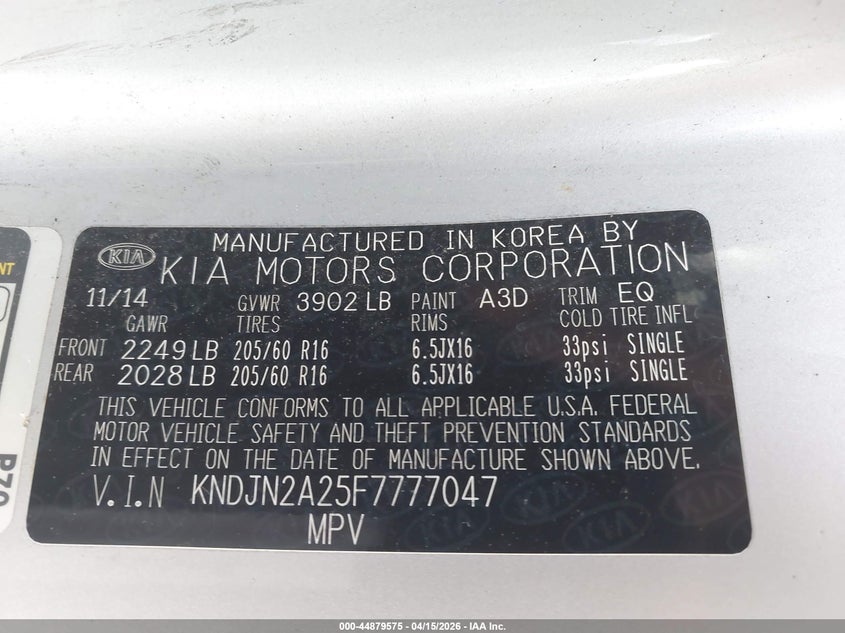 MANUFACTURED IN KOREA BY
KIA KIA MOTORS CORPORATION
11/14 GVWR 3902 LB PAINT A3D TRIM EQ
GAWR TIRES RIMS COLD TIRE INFL
FRONT 2249 LB 205/60 R16 6.5JX16 33psi SINGLE
REAR 2028 LB 205/60 R16 6.5JX16 33psi SINGLE
THIS VEHICLE CONFORMS TO ALL APPLICABLE U.S.A. FEDERAL
MOTOR VEHICLE SAFETY AND THEFT PREVENTION STANDARDS
IN EFFECT ON THE DATE OF MANUFACTURE SHOWN ABOVE.
V.I.N KNDJN2A25F7777047
MPV
000-44879575 - 04/15/2026 - IAA Inc.